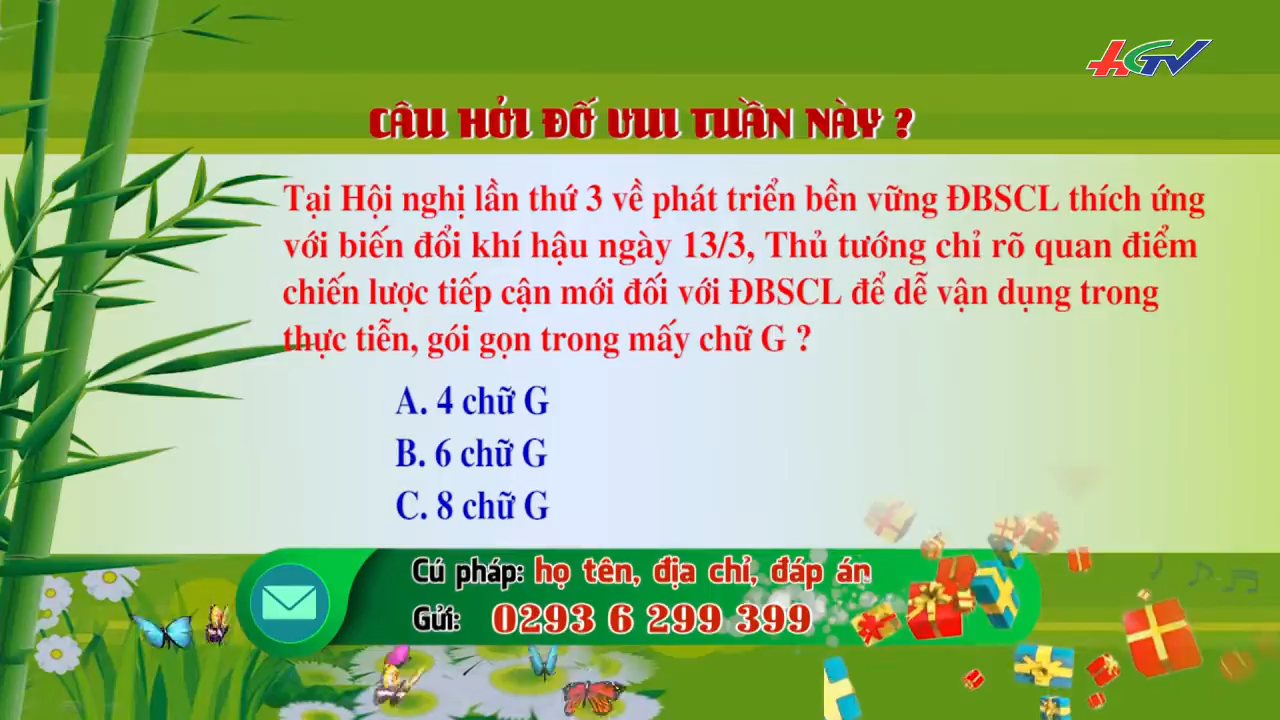 HGTV
CÂU HỎI ĐỐ VUI TUẦN NÀY ?
Tại Hội nghị lần thứ 3 về phát triển bền vững ĐBSCL thích ứng
với biến đổi khí hậu ngày 13/3, Thủ tướng chỉ rõ quan điểm
chiến lược tiếp cận mới đối với ĐBSCL để dễ vận dụng trong
thực tiễn, gói gọn trong mấy chữ G ?
A. 4 chữ G
B. 6 chữ G
C. 8 chữ G
Cú pháp: họ tên, địa chỉ, đáp án
Gửi: 0293 6 299 399